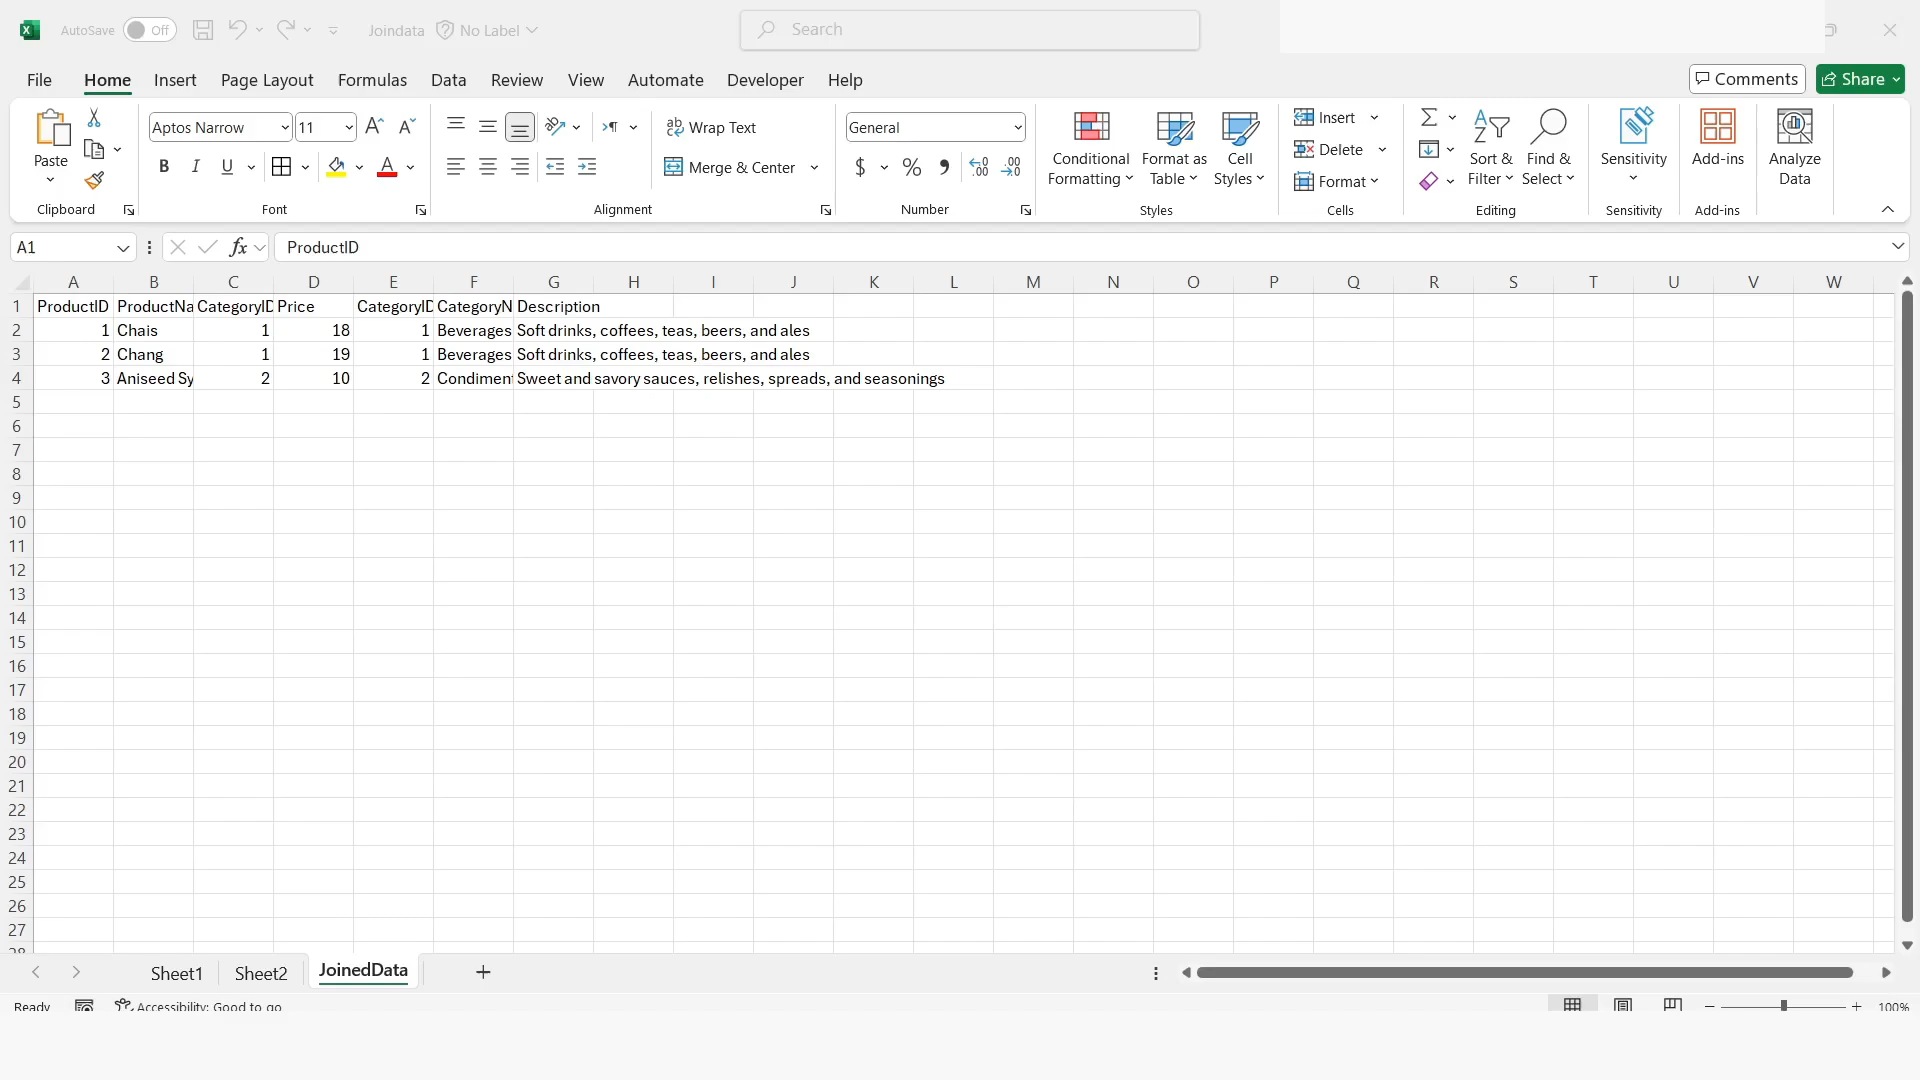 AutoSave Off Joindata No Label Search
File Home Insert Page Layout Formulas Data Review View Automate Developer Help Comments Share
Paste Aptos Narrow 11 Wrap Text General Conditional Formatting Format as Table Cell Styles Insert Sort & Filter Find & Select Sensitivity Add-ins Analyze Data
B I U A Merge & Center $ % Delete
Format
Clipboard Font Alignment Number Styles Cells Editing Sensitivity Add-ins
A1 fx ProductID
A B C D E F G H I J K L M N O P Q R S T U V W
1 ProductID ProductNa CategoryID Price CategoryID CategoryN Description
2 1 Chais 1 18 1 Beverages Soft drinks, coffees, teas, beers, and ales
3 2 Chang 1 19 1 Beverages Soft drinks, coffees, teas, beers, and ales
4 3 Aniseed Sy 2 10 2 Condiment Sweet and savory sauces, relishes, spreads, and seasonings
5
6
7
8
9
10
11
12
13
14
15
16
17
18
19
20
21
22
23
24
25
26
27
28
Sheet1 Sheet2 JoinedData
Ready Accessibility: Good to go 100%